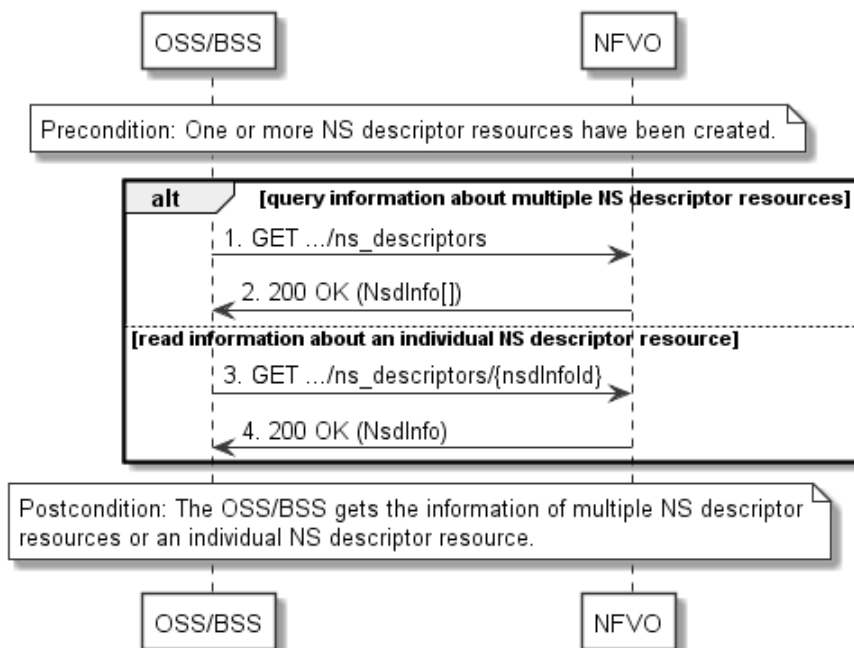 OSS/BSS
NFVO
Precondition: One or more NS descriptor resources have been created.
alt
[query information about multiple NS descriptor resources]
1. GET .../ns_descriptors
2. 200 OK (NsdInfo[])
[read information about an individual NS descriptor resource]
3. GET .../ns_descriptors/{nsdInfoId}
4. 200 OK (NsdInfo)
Postcondition: The OSS/BSS gets the information of multiple NS descriptor
resources or an individual NS descriptor resource.
OSS/BSS
NFVO